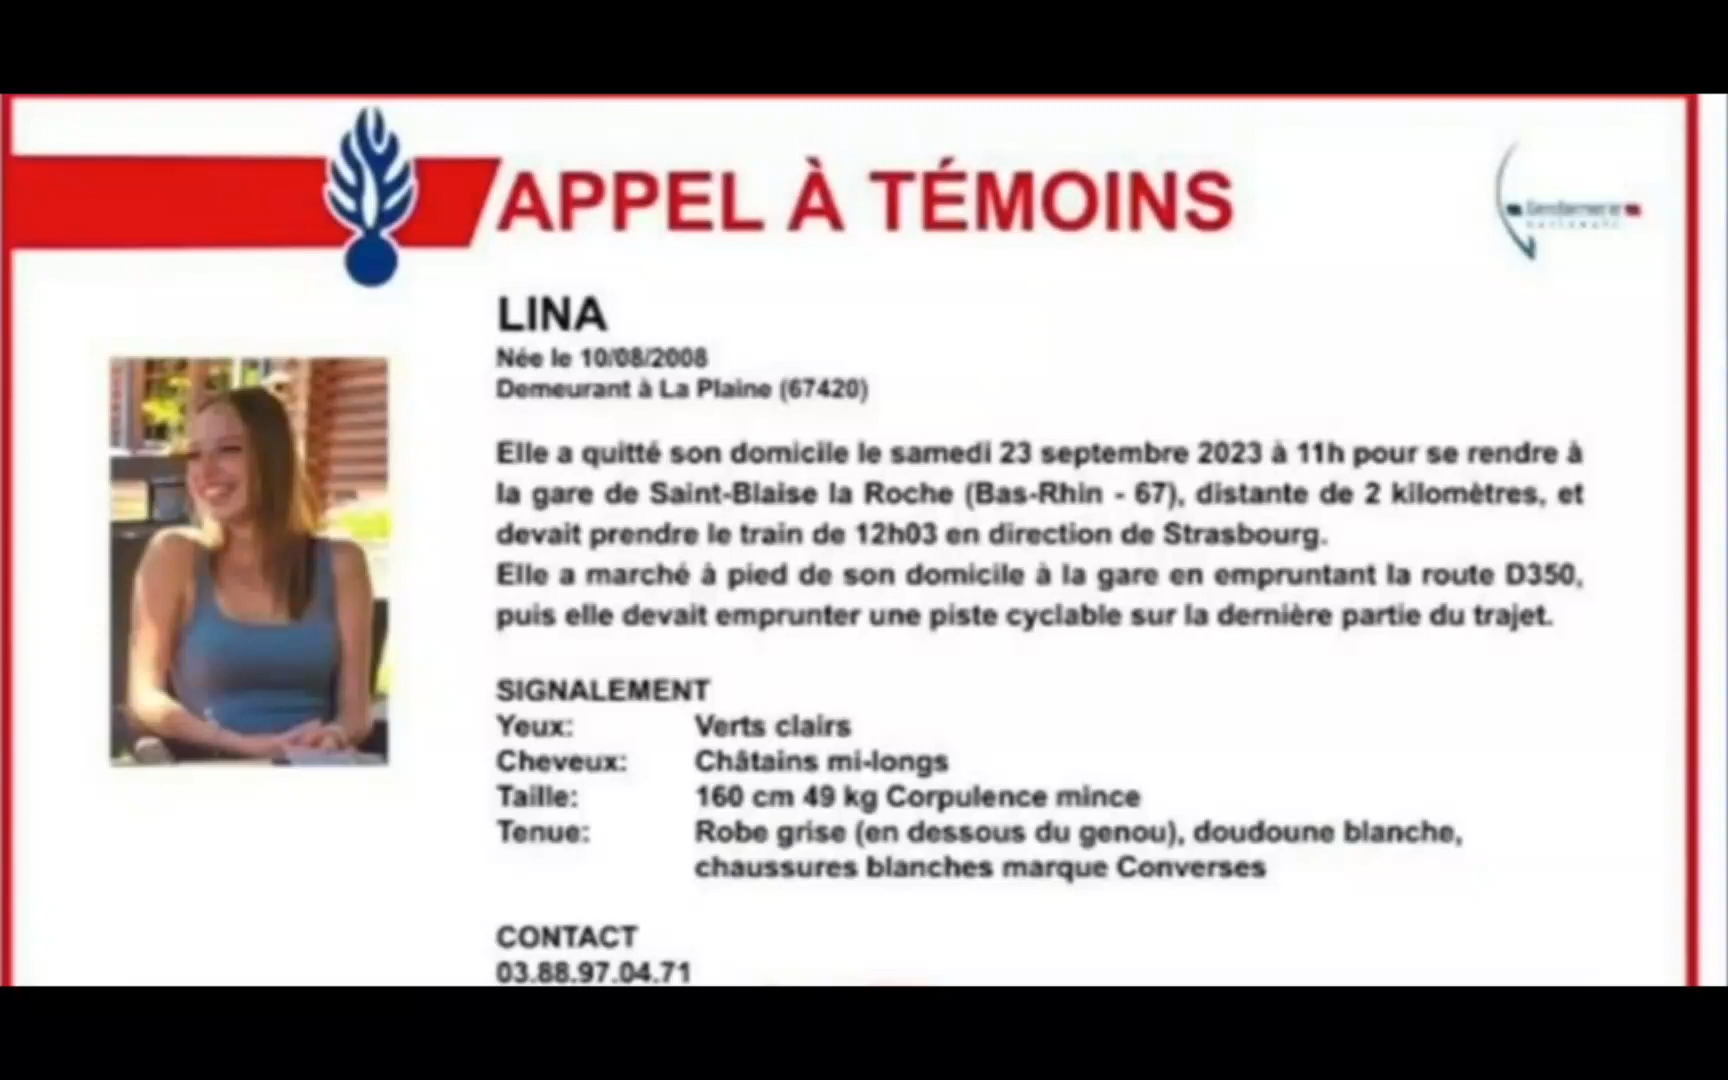 APPEL À TÉMOINS
Gendarmerie
LINA
Née le 10/08/2008
Demeurant à La Plaine (67420)
Elle a quitté son domicile le samedi 23 septembre 2023 à 11h pour se rendre à
la gare de Saint-Blaise la Roche (Bas-Rhin - 67), distante de 2 kilomètres, et
devait prendre le train de 12h03 en direction de Strasbourg.
Elle a marché à pied de son domicile à la gare en empruntant la route D350,
puis elle devait emprunter une piste cyclable sur la dernière partie du trajet.
SIGNALEMENT
Yeux: Verts clairs
Cheveux: Châtains mi-longs
Taille: 160 cm 49 kg Corpulence mince
Tenue: Robe grise (en dessous du genou), doudoune blanche,
chaussures blanches marque Converses
CONTACT
03.88.97.04.71